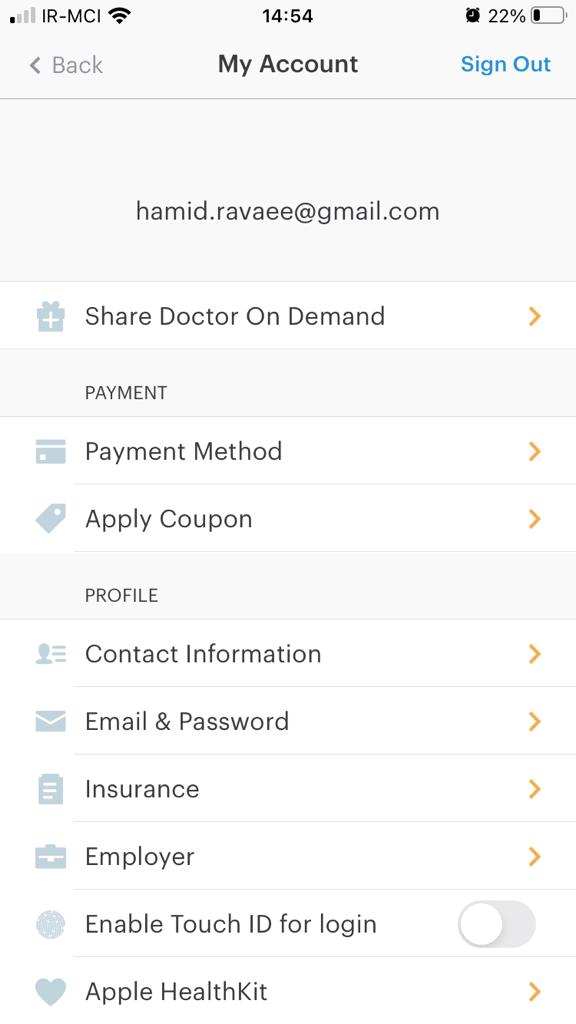 IR-MCI 14:54 22%
Back My Account Sign Out
hamid.ravaee@gmail.com
Share Doctor On Demand
PAYMENT
Payment Method
Apply Coupon
PROFILE
Contact Information
Email & Password
Insurance
Employer
Enable Touch ID for login
Apple HealthKit